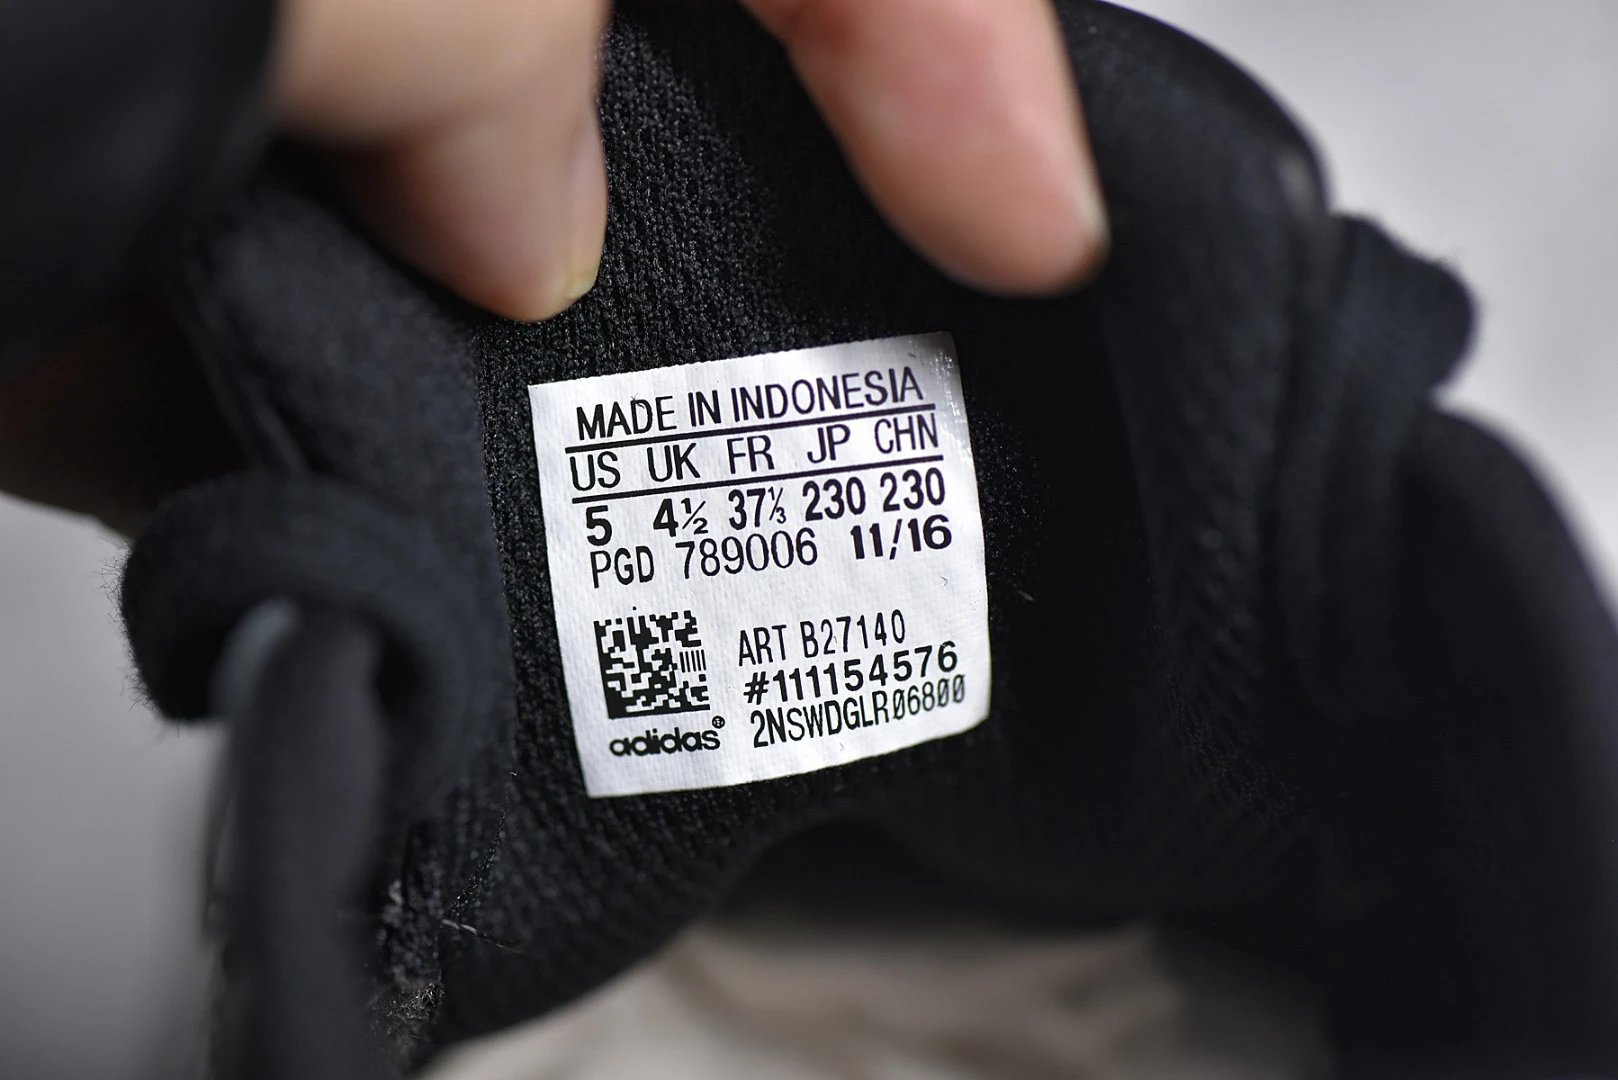 MADE IN INDONESIA
US UK FR JP CHN
5 4½ 37⅓ 230 230
PGD 789006 11/16
ART B27140
#111154576
adidas® 2NSWDGLR06800